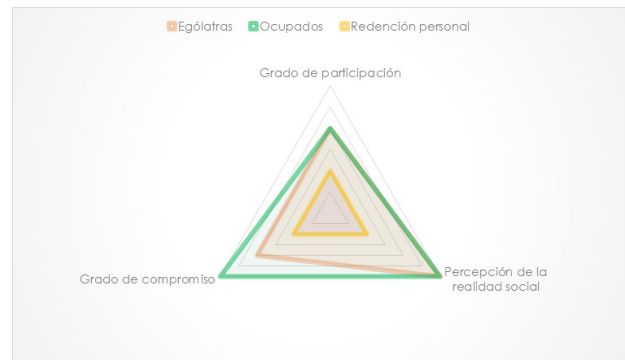 Ególatras Ocupados Redención personal
Grado de participación
Grado de compromiso
Percepción de la
realidad social